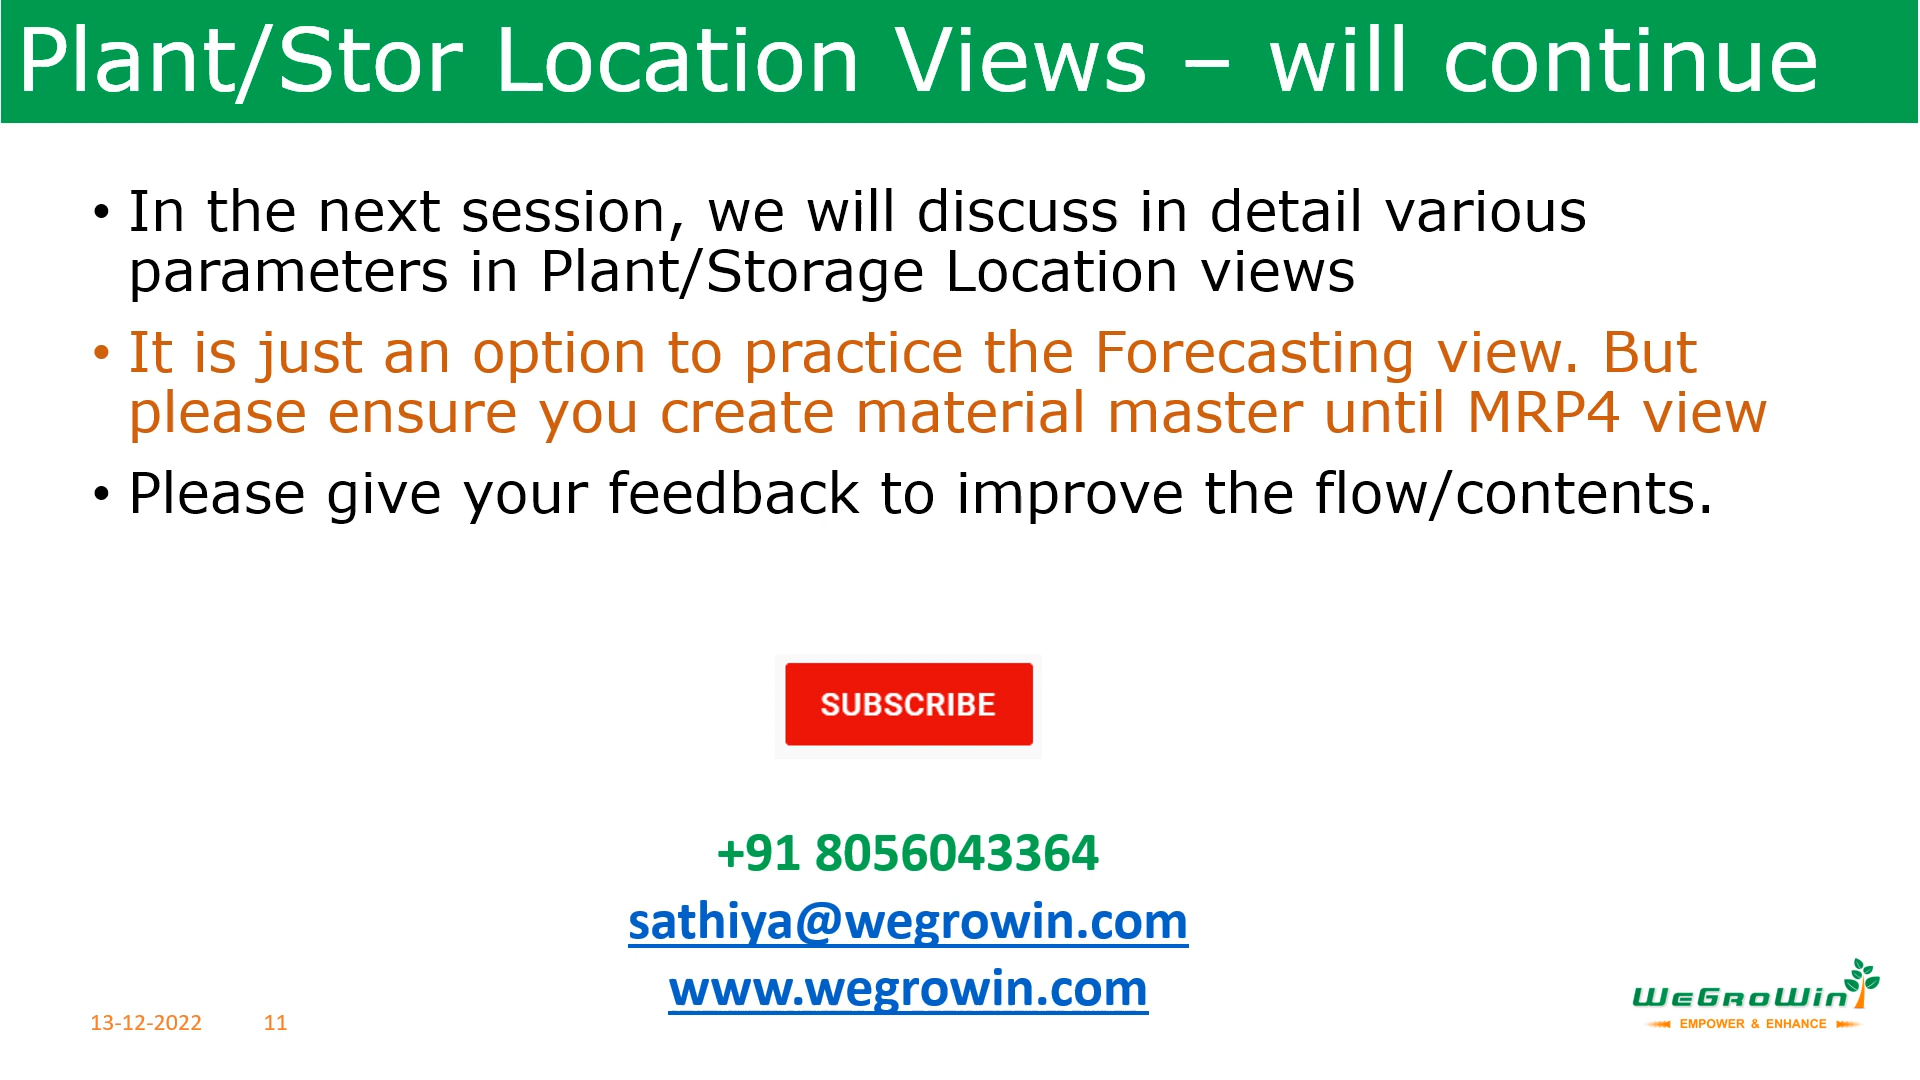 Plant/Stor Location Views – will continue
• In the next session, we will discuss in detail various
parameters in Plant/Storage Location views
• It is just an option to practice the Forecasting view. But
please ensure you create material master until MRP4 view
• Please give your feedback to improve the flow/contents.
SUBSCRIBE
+91 8056043364
sathiya@wegrowin.com
www.wegrowin.com
13-12-2022 11
WeGroWin
EMPOWER & ENHANCE